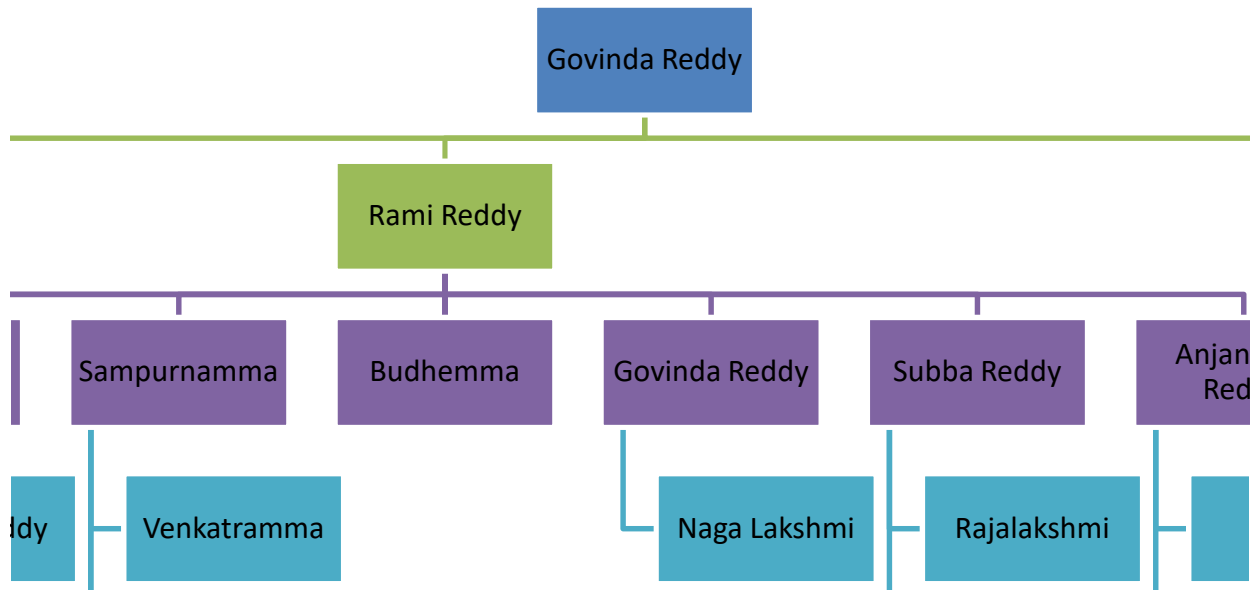 Govinda Reddy
Rami Reddy
Sampurnamma
Budhemma
Govinda Reddy
Subba Reddy
Venkatramma
Naga Lakshmi
Rajalakshmi